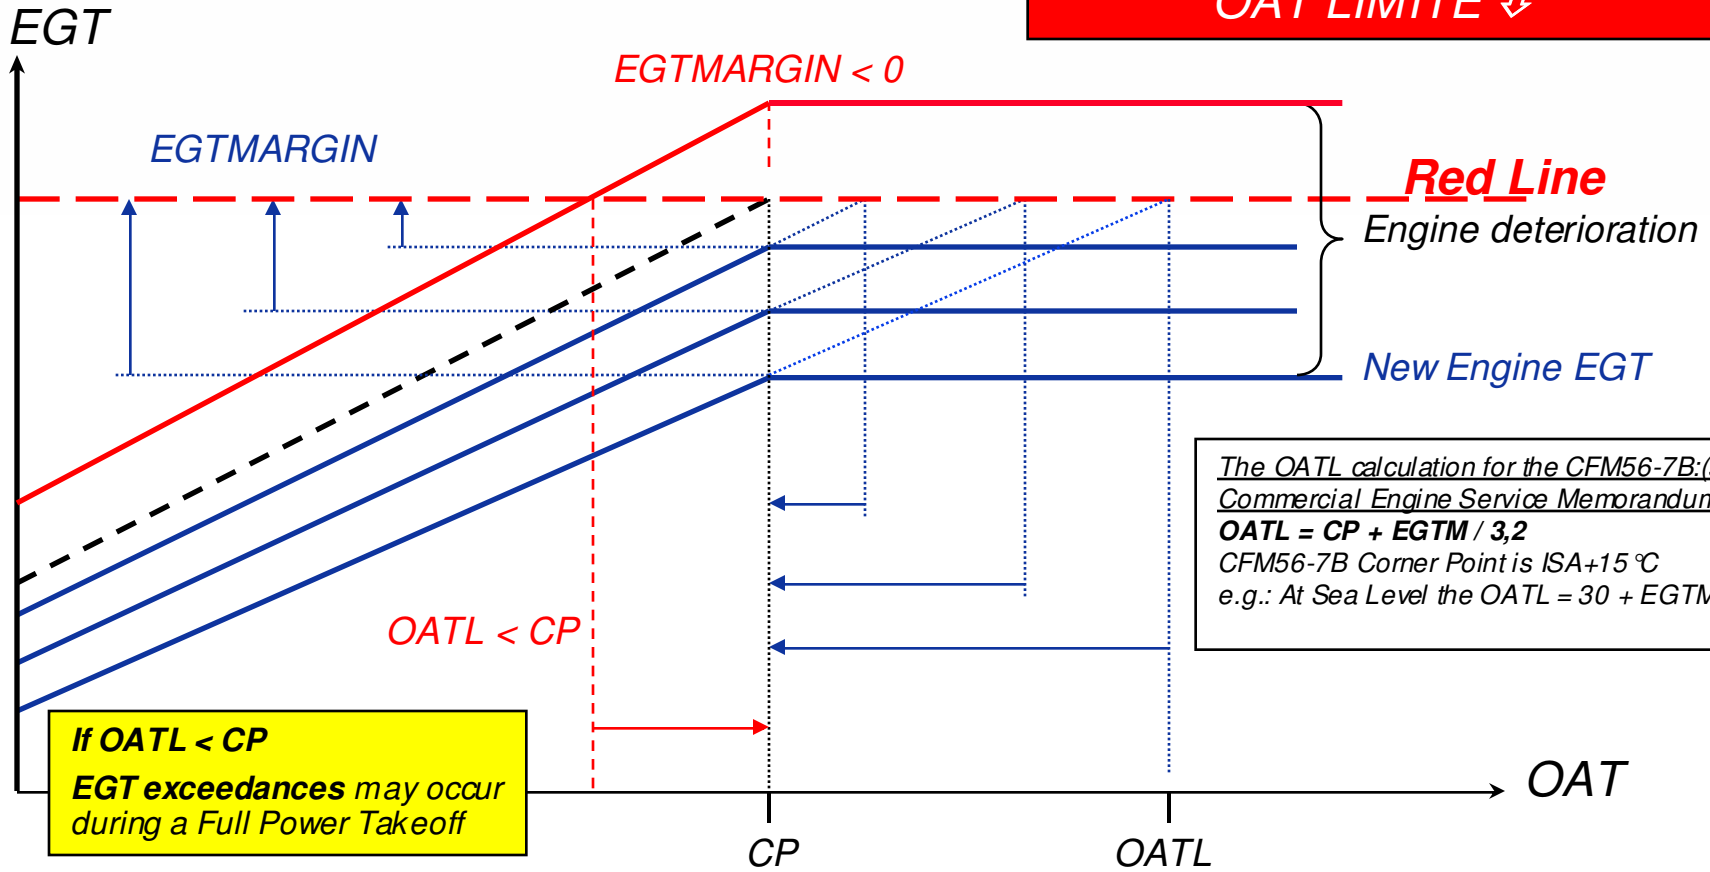 OAT LIMITE ⇩
EGT
EGTMARGIN < 0
EGTMARGIN
Red Line
Engine deterioration
New Engine EGT
The OATL calculation for the CFM56-7B:(
Commercial Engine Service Memorandum
OATL = CP + EGTM / 3,2
CFM56-7B Corner Point is ISA+15 °C
e.g.: At Sea Level the OATL = 30 + EGTM
OATL < CP
If OATL < CP
EGT exceedances may occur
during a Full Power Takeoff
OAT
CP
OATL